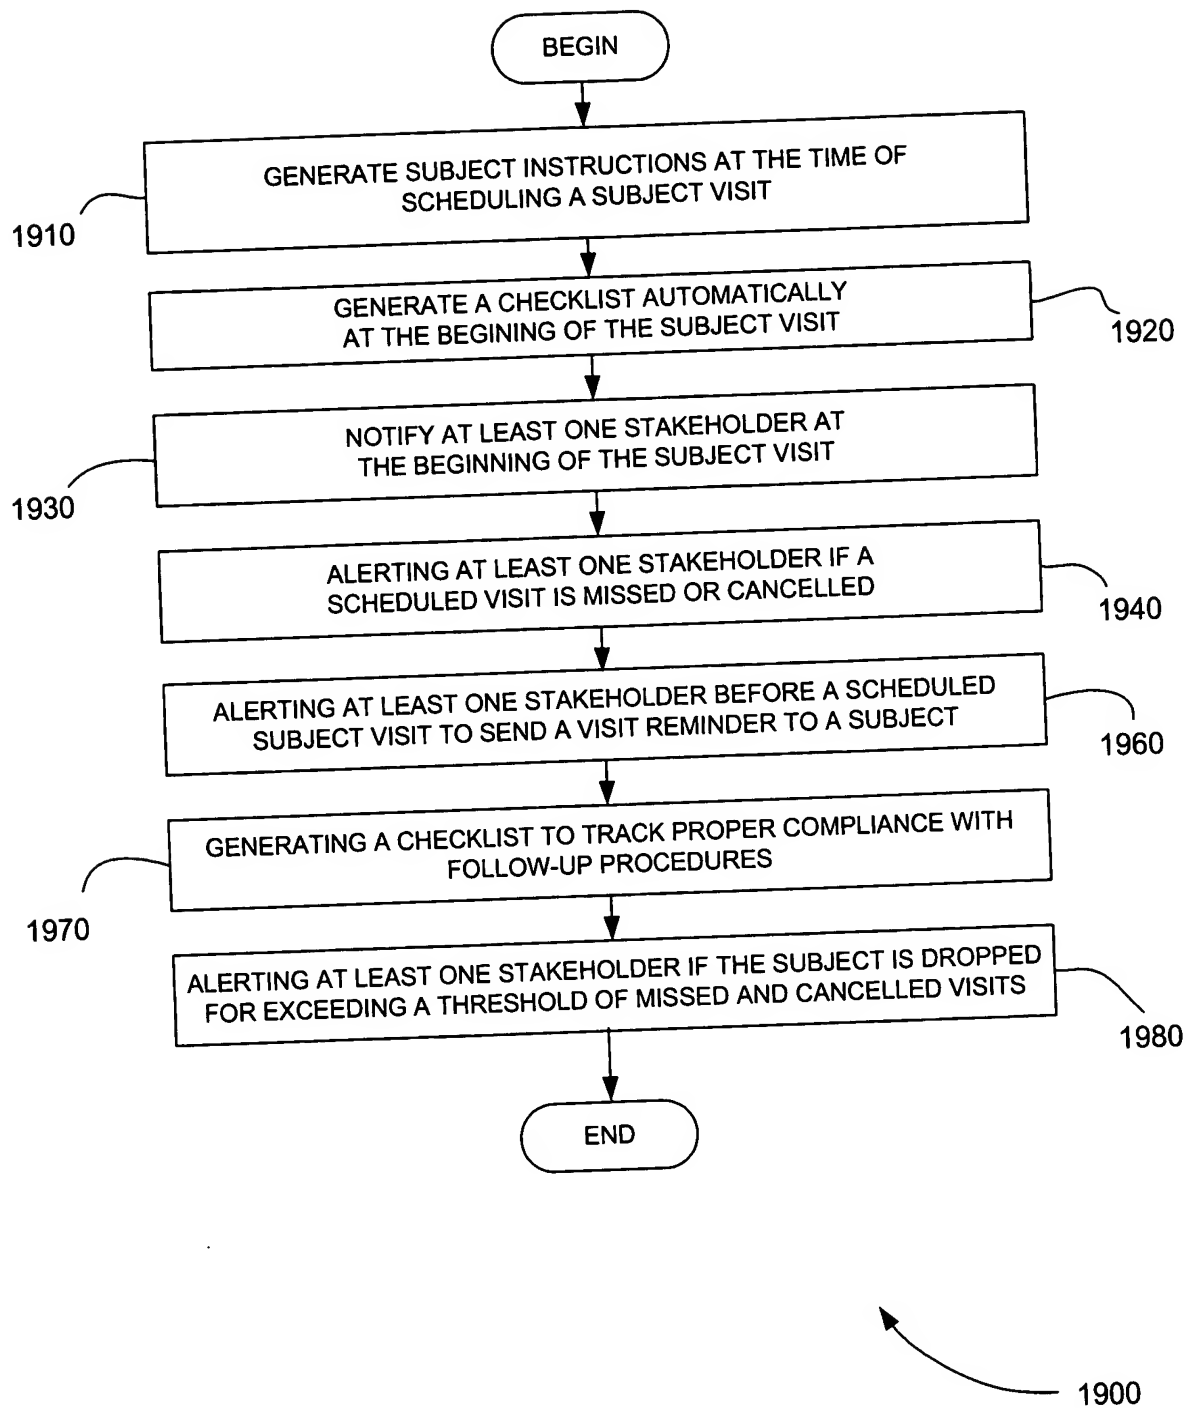 BEGIN
GENERATE SUBJECT INSTRUCTIONS AT THE TIME OF
SCHEDULING A SUBJECT VISIT
1910
GENERATE A CHECKLIST AUTOMATICALLY
AT THE BEGINING OF THE SUBJECT VISIT
1920
NOTIFY AT LEAST ONE STAKEHOLDER AT
THE BEGINNING OF THE SUBJECT VISIT
1930
ALERTING AT LEAST ONE STAKEHOLDER IF A
SCHEDULED VISIT IS MISSED OR CANCELLED
1940
ALERTING AT LEAST ONE STAKEHOLDER BEFORE A SCHEDULED
SUBJECT VISIT TO SEND A VISIT REMINDER TO A SUBJECT
1960
GENERATING A CHECKLIST TO TRACK PROPER COMPLIANCE WITH
FOLLOW-UP PROCEDURES
1970
ALERTING AT LEAST ONE STAKEHOLDER IF THE SUBJECT IS DROPPED
FOR EXCEEDING A THRESHOLD OF MISSED AND CANCELLED VISITS
1980
END
1900